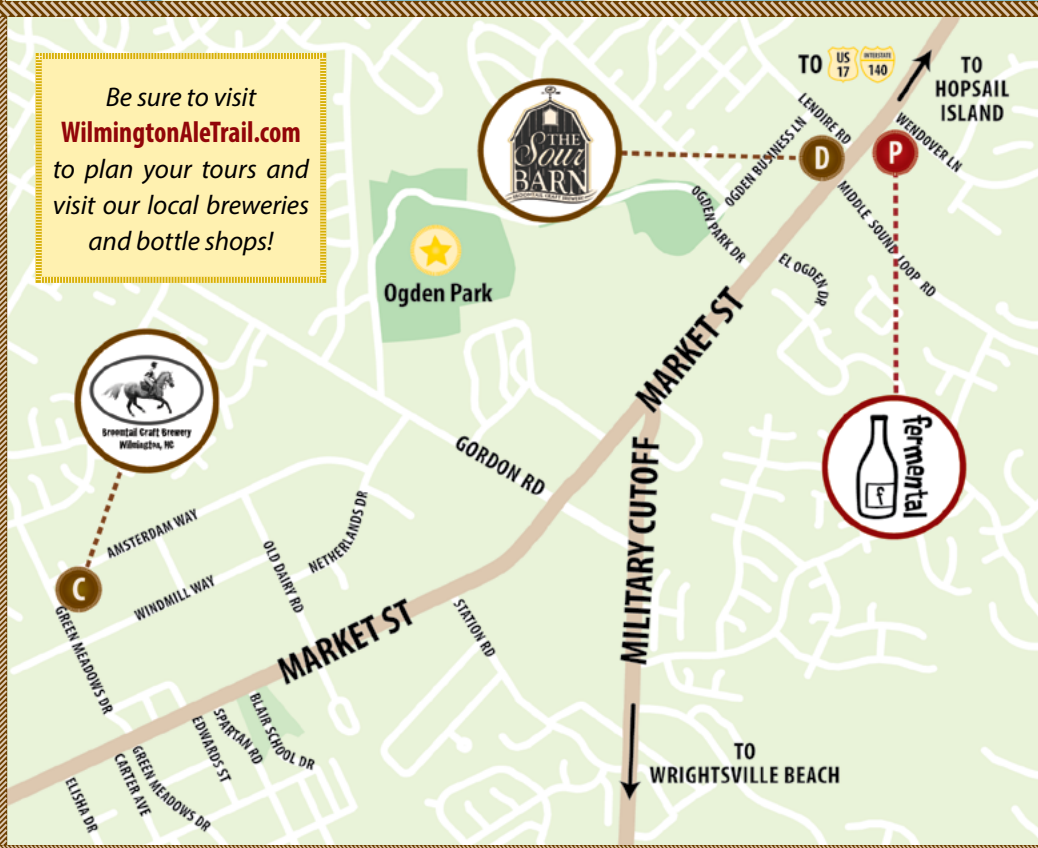 Be sure to visit
WilmingtonAleTrail.com
to plan your tours and
visit our local breweries
and bottle shops!
TO
US
17
INTERSTATE
140
TO
HOPSAIL
ISLAND
THE
Sour
BARN
BROOMTAIL CRAFT BREWERY
D
P
LENDIRE RD
WENDOVER LN
OGDEN BUSINESS LN
OGDEN PARK DR
MIDDLE SOUND LOOP RD
EL OGDEN DR
Ogden Park
MARKET ST
Broomtail Craft Brewery
Wilmington, NC
fermental
f
GORDON RD
MILITARY CUTOFF
C
AMSTERDAM WAY
WINDMILL WAY
OLD DAIRY RD
NETHERLANDS DR
GREEN MEADOWS DR
MARKET ST
STATION RD
BLAIR SCHOOL DR
SPARTAN RD
EDWARDS ST
GREEN MEADOWS DR
CARTER AVE
ELISHA DR
TO
WRIGHTSVILLE BEACH